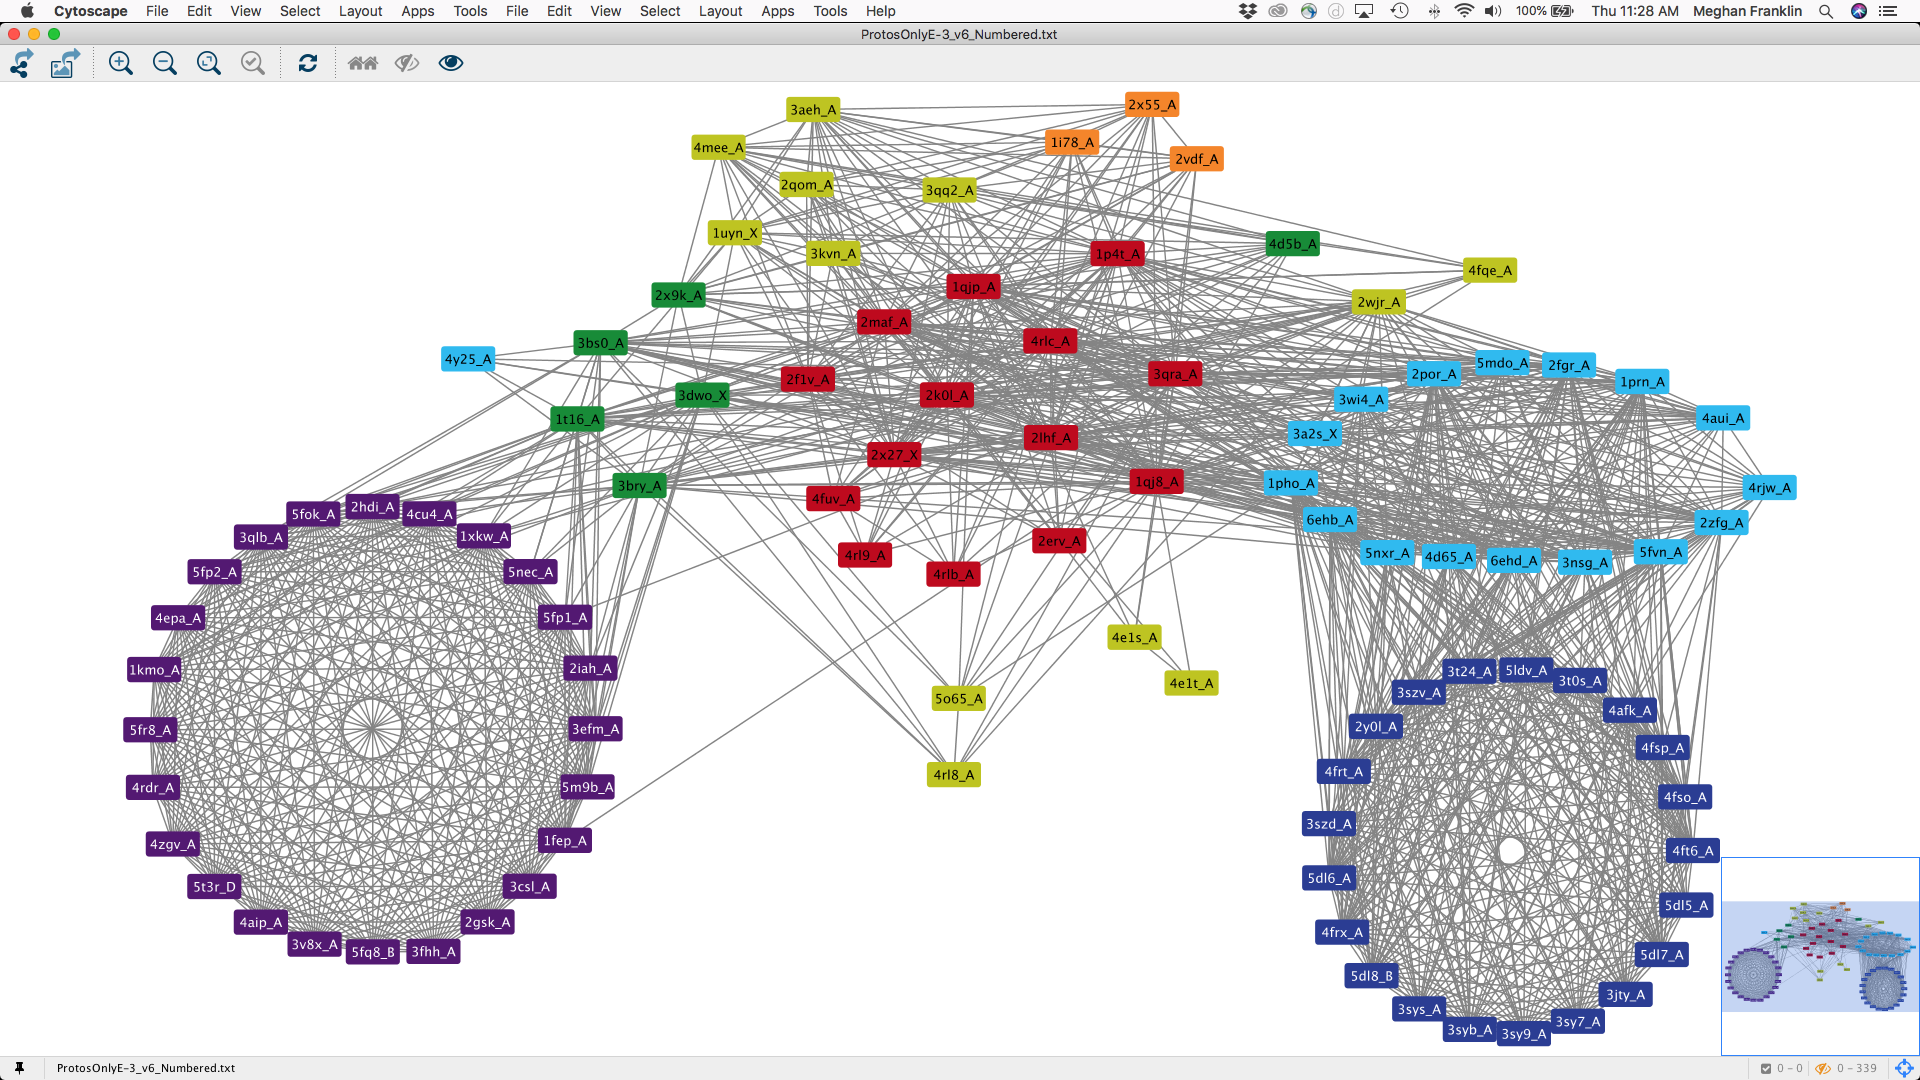 Cytoscape File Edit View Select Layout Apps Tools File Edit View Select Layout Apps Tools Help 100% Thu 11:28 AM Meghan Franklin
ProtosOnlyE-3_v6_Numbered.txt
3aeh_A
2x55_A
4mee_A
1i78_A
2vdf_A
2qom_A
3qq2_A
1uyn_X
3kvn_A
1p4t_A
4d5b_A
4fqe_A
2x9k_A
1qjp_A
2wjr_A
2maf_A
4rlc_A
3bs0_A
4y25_A
2f1v_A
3qra_A
2por_A
5mdo_A
2fgr_A
1prn_A
3dwo_X
2k0l_A
3wi4_A
1t16_A
4aui_A
2lhf_A
3a2s_X
2x27_X
3bry_A
4fuv_A
1qj8_A
1pho_A
4rjw_A
5fok_A
2hdi_A
4cu4_A
6ehb_A
2zfg_A
3qlb_A
1xkw_A
4rl9_A
2erv_A
5nxr_A
4d65_A
6ehd_A
3nsg_A
5fvn_A
5fp2_A
5nec_A
4rlb_A
4epa_A
5fp1_A
4e1s_A
1kmo_A
2iah_A
4e1t_A
3t24_A
5ldv_A
3t0s_A
5o65_A
3szv_A
4afk_A
5fr8_A
3efm_A
2y0l_A
4fsp_A
4rdr_A
5m9b_A
4rl8_A
4frt_A
4fso_A
4zgv_A
1fep_A
3szd_A
4ft6_A
5t3r_D
3csl_A
5dl6_A
5dl5_A
4aip_A
2gsk_A
4frx_A
3v8x_A
5fq8_B
3fhh_A
5dl7_A
5dl8_B
3jty_A
3sys_A
3syb_A
3sy9_A
3sy7_A
ProtosOnlyE-3_v6_Numbered.txt
0 - 0
0 - 339